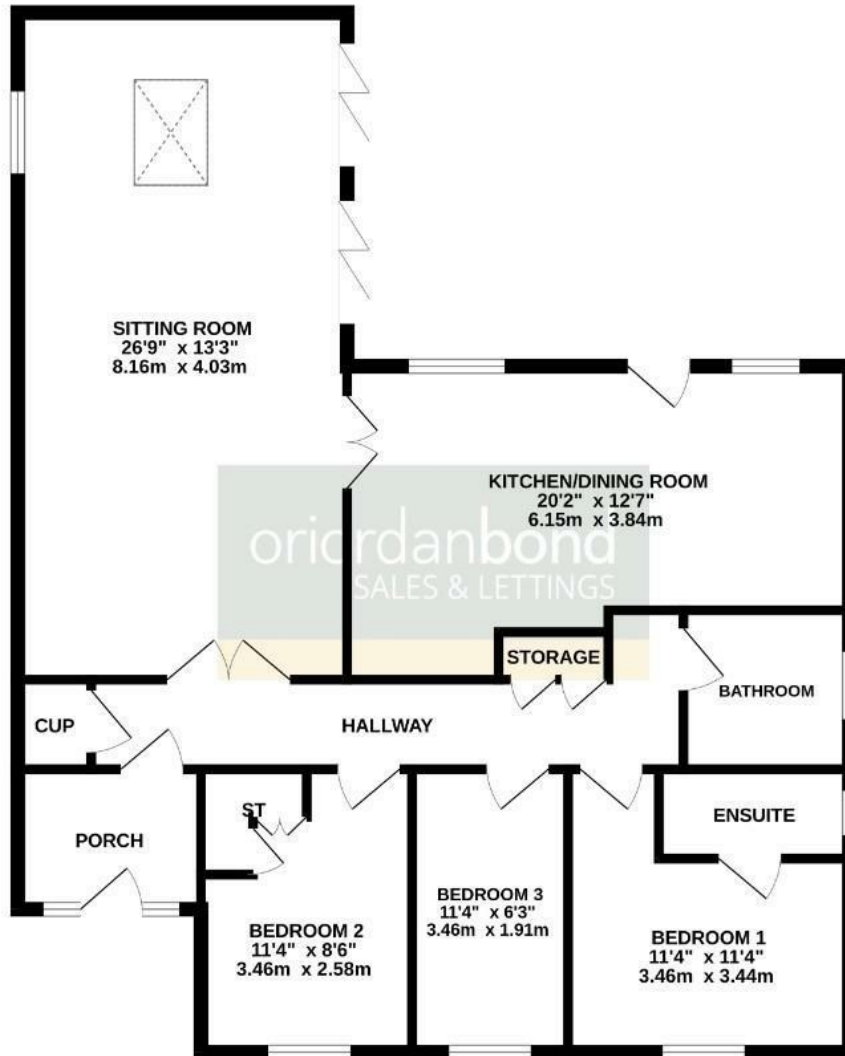 SITTING ROOM
26'9" x 13'3"
8.16m x 4.03m
KITCHEN/DINING ROOM
20'2" x 12'7"
6.15m x 3.84m
oriordanbond
SALES & LETTINGS
STORAGE
BATHROOM
CUP
HALLWAY
ST
PORCH
ENSUITE
BEDROOM 2
11'4" x 8'6"
3.46m x 2.58m
BEDROOM 3
11'4" x 6'3"
3.46m x 1.91m
BEDROOM 1
11'4" x 11'4"
3.46m x 3.44m